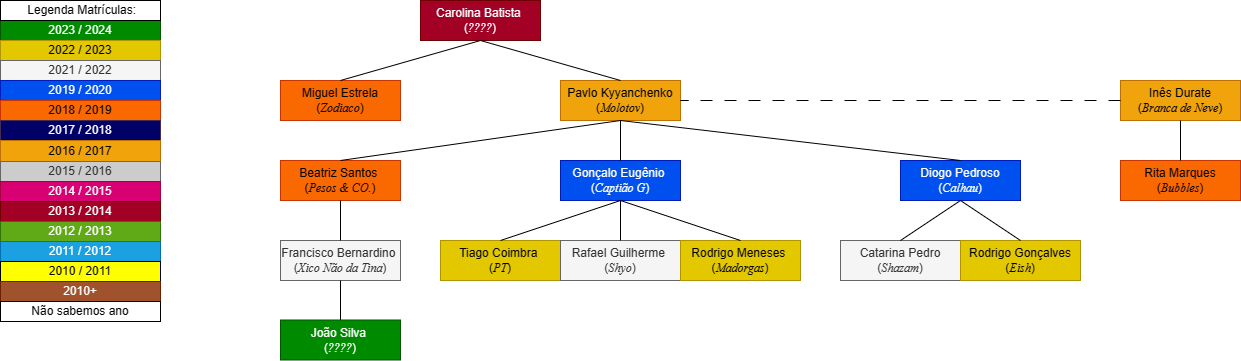 Legenda Matrículas:
2023 / 2024
2022 / 2023
2021 / 2022
2019 / 2020
2018 / 2019
2017 / 2018
2016 / 2017
2015 / 2016
2014 / 2015
2013 / 2014
2012 / 2013
2011 / 2012
2010 / 2011
2010+
Não sabemos ano
Carolina Batista
(????)
Miguel Estrela
(Zodiaco)
Pavlo Kyyanchenko
(Molotov)
Inês Durate
(Branca de Neve)
Beatriz Santos
(Pesos & CO.)
Gonçalo Eugênio
(Captião G)
Diogo Pedroso
(Calhau)
Rita Marques
(Bubbles)
Francisco Bernardino
(Xico Não da Tina)
Tiago Coimbra
(PT)
Rafael Guilherme
(Shyo)
Rodrigo Meneses
(Madorgas)
Catarina Pedro
(Shazam)
Rodrigo Gonçalves
(Eish)
João Silva
(????)